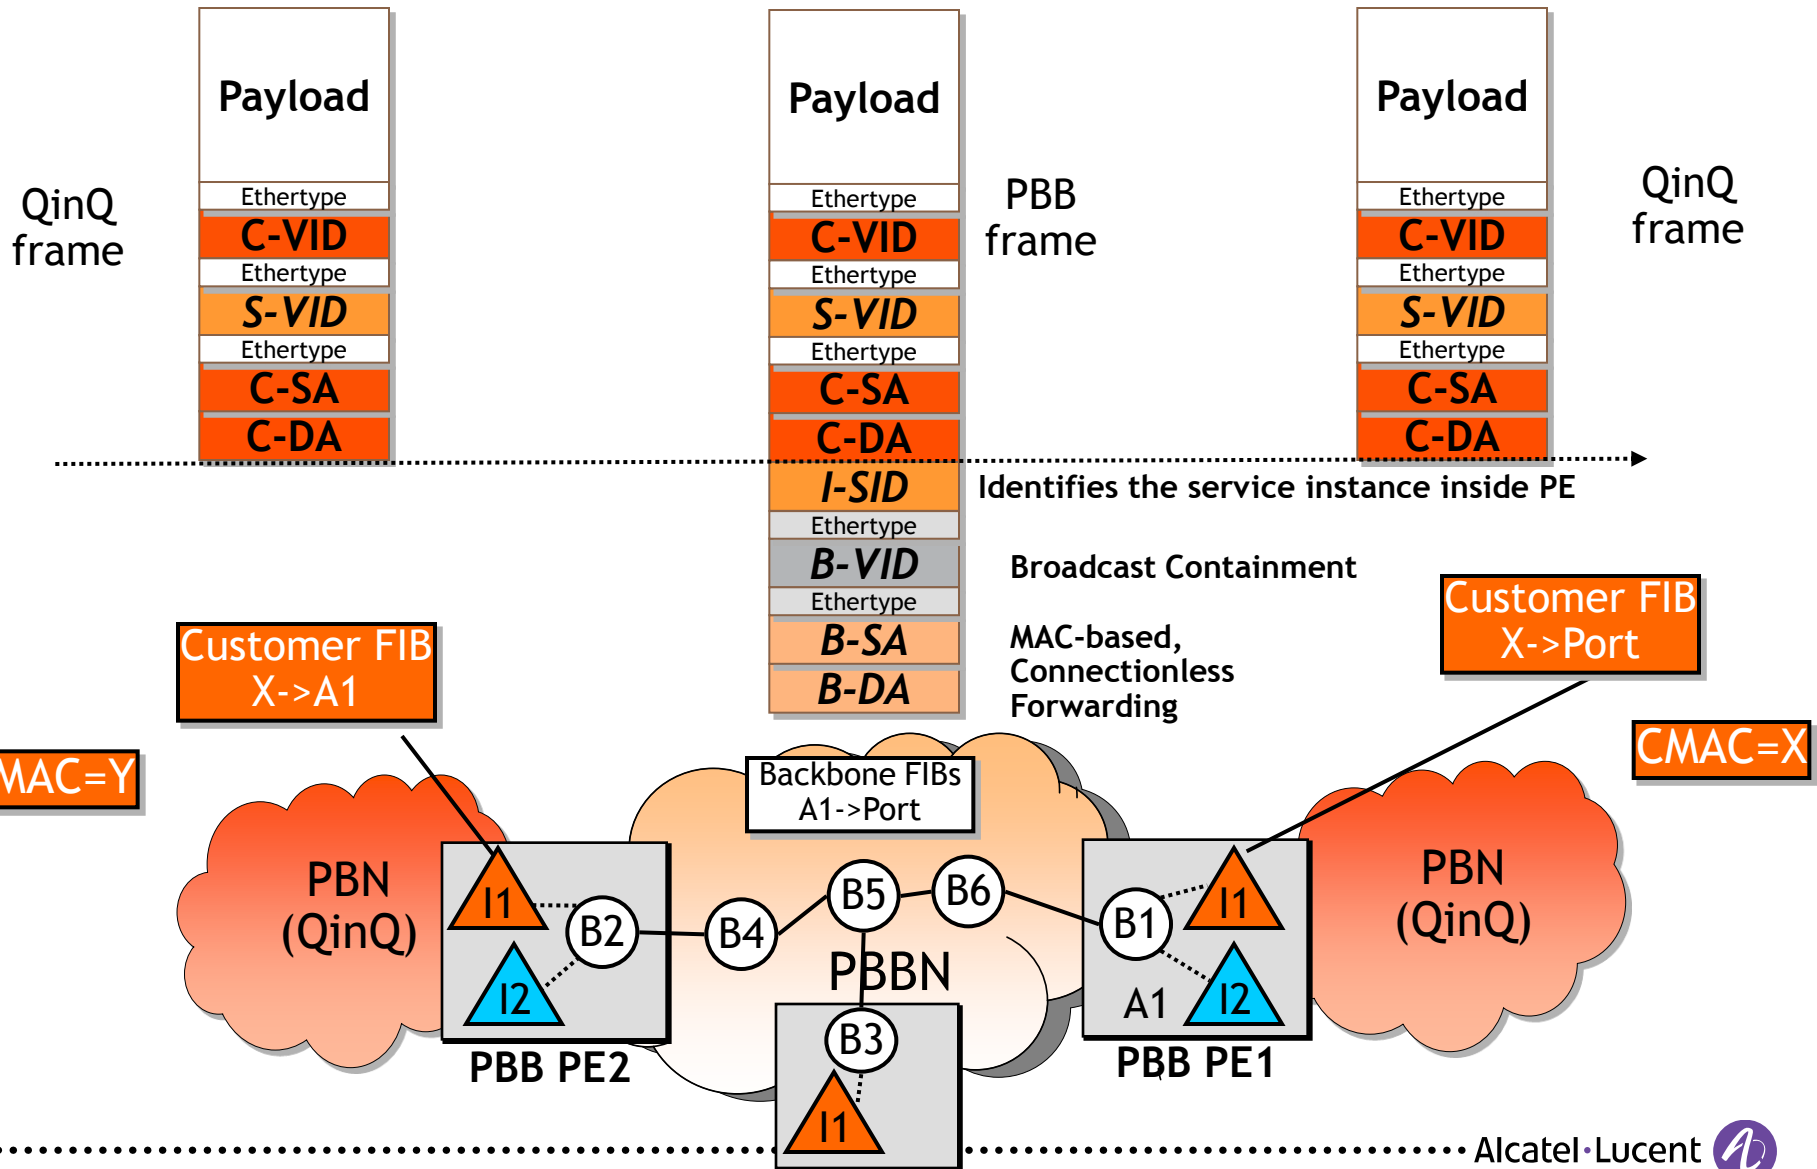 Payload
Ethertype
C-VID
Ethertype
S-VID
Ethertype
C-SA
C-DA
QinQ
frame
Payload
Ethertype
C-VID
Ethertype
S-VID
Ethertype
C-SA
C-DA
I-SID
Ethertype
B-VID
Ethertype
B-SA
B-DA
PBB
frame
Payload
Ethertype
C-VID
Ethertype
S-VID
Ethertype
C-SA
C-DA
QinQ
frame
Identifies the service instance inside PE
Broadcast Containment
MAC-based,
Connectionless
Forwarding
Customer FIB
X->A1
Customer FIB
X->Port
MAC=Y
CMAC=X
Backbone FIBs
A1->Port
PBN
(QinQ)
I1
I2
B2
B4
B5
B6
B1
I1
I2
A1
PBN
(QinQ)
PBBN
B3
I1
PBB PE2
PBB PE1
Alcatel·Lucent